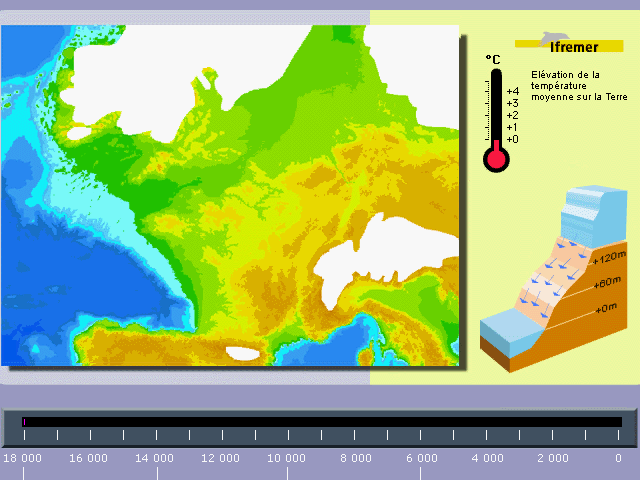 Ifremer
°C
Elévation de la
température
moyenne sur la Terre
+4
+3
+2
+1
+0
+120m
+60m
+0m
18 000 16 000 14 000 12 000 10 000 8 000 6 000 4 000 2 000 0